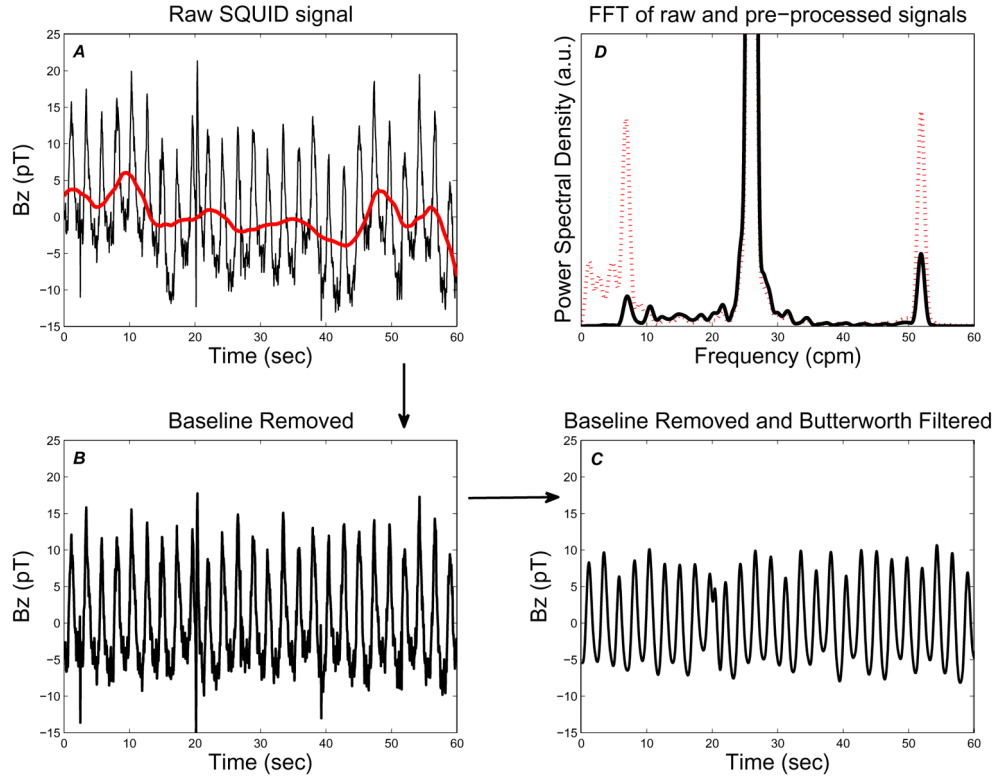 Raw SQUID signal
A
25
20
15
10
5
0
−5
−10
−15
Bz (pT)
0 10 20 30 40 50 60
Time (sec)
FFT of raw and pre−processed signals
D
Power Spectral Density (a.u.)
0 10 20 30 40 50 60
Frequency (cpm)
Baseline Removed
B
25
20
15
10
5
0
−5
−10
−15
Bz (pT)
0 10 20 30 40 50 60
Time (sec)
Baseline Removed and Butterworth Filtered
C
25
20
15
10
5
0
−5
−10
−15
Bz (pT)
0 10 20 30 40 50 60
Time (sec)